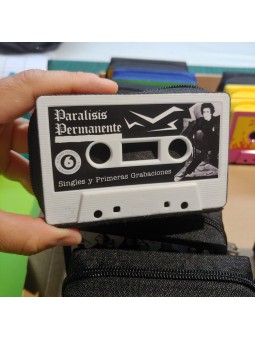 Paralisis
Permanente
6
Singles y Primeras Grabaciones